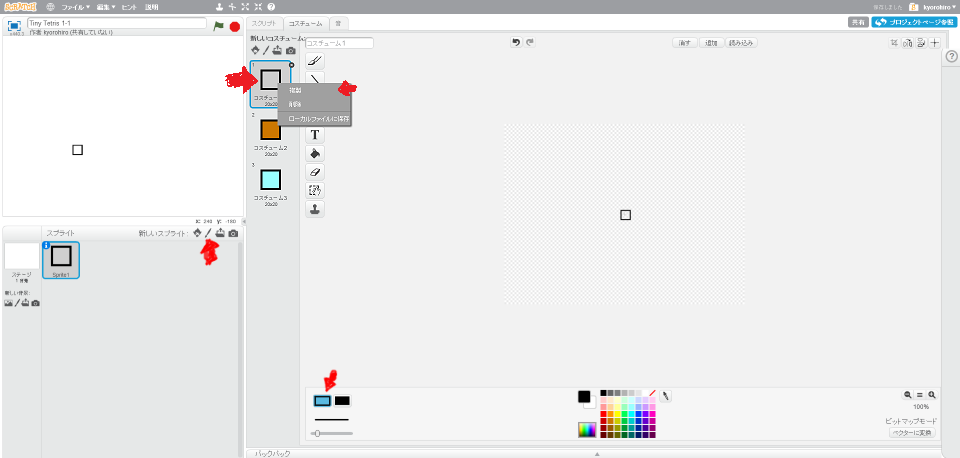 SCRATCH ファイル▼ 編集▼ ヒント 説明 保存しました kyorohiro▼
Tiny Tetris 1-1
作者 kyorohiro (共有していない)
スクリプト コスチューム 音
共有 プロジェクトページ参照
新しいコスチューム:
コスチューム1
消す 追加 読み込み
1
コスチューム
20x20
複製
削除
ローカルファイルに保存
2
コスチューム2
20x20
3
コスチューム3
20x20
T
x: 240 y: -180
スプライト 新しいスプライト:
ステージ
1 背景
新しい背景:
Sprite1
100%
ビットマップモード
ベクターに変換
バックパック